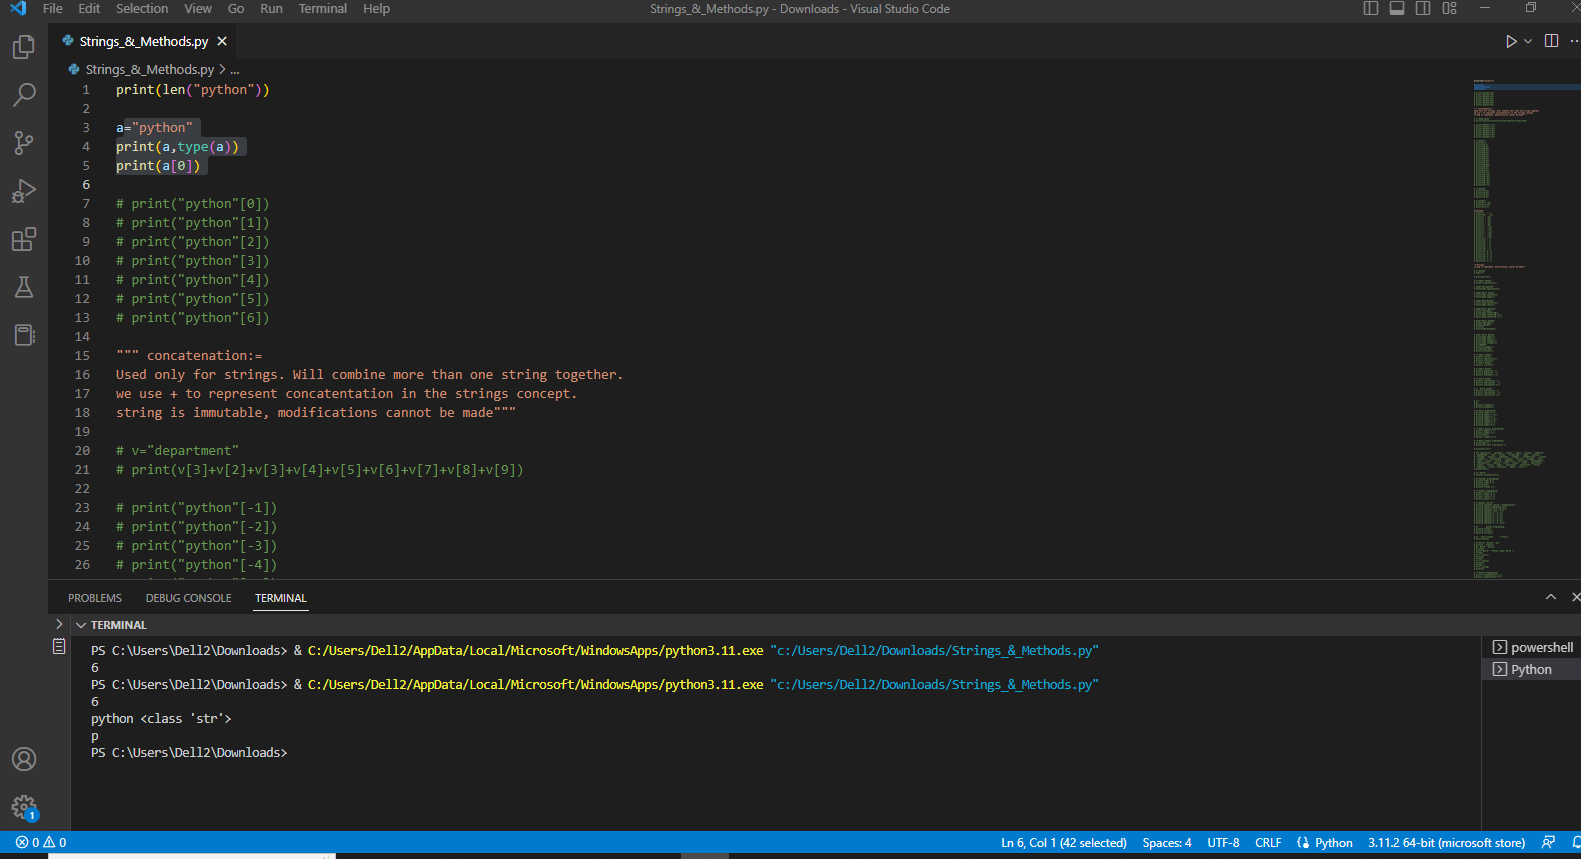 File Edit Selection View Go Run Terminal Help
Strings_&_Methods.py - Downloads - Visual Studio Code
Strings_&_Methods.py
Strings_&_Methods.py > ...
1 print(len("python"))
2
3 a="python"
4 print(a,type(a))
5 print(a[0])
6
7 # print("python"[0])
8 # print("python"[1])
9 # print("python"[2])
10 # print("python"[3])
11 # print("python"[4])
12 # print("python"[5])
13 # print("python"[6])
14
15 """ concatenation:=
16 Used only for strings. Will combine more than one string together.
17 we use + to represent concatentation in the strings concept.
18 string is immutable, modifications cannot be made"""
19
20 # v="department"
21 # print(v[3]+v[2]+v[3]+v[4]+v[5]+v[6]+v[7]+v[8]+v[9])
22
23 # print("python"[-1])
24 # print("python"[-2])
25 # print("python"[-3])
26 # print("python"[-4])
PROBLEMS DEBUG CONSOLE TERMINAL
TERMINAL
PS C:\Users\Dell2\Downloads> & C:/Users/Dell2/AppData/Local/Microsoft/WindowsApps/python3.11.exe "c:/Users/Dell2/Downloads/Strings_&_Methods.py"
6
PS C:\Users\Dell2\Downloads> & C:/Users/Dell2/AppData/Local/Microsoft/WindowsApps/python3.11.exe "c:/Users/Dell2/Downloads/Strings_&_Methods.py"
6
python <class 'str'>
p
PS C:\Users\Dell2\Downloads>
powershell
Python
1
0 0
Ln 6, Col 1 (42 selected) Spaces: 4 UTF-8 CRLF Python 3.11.2 64-bit (microsoft store)